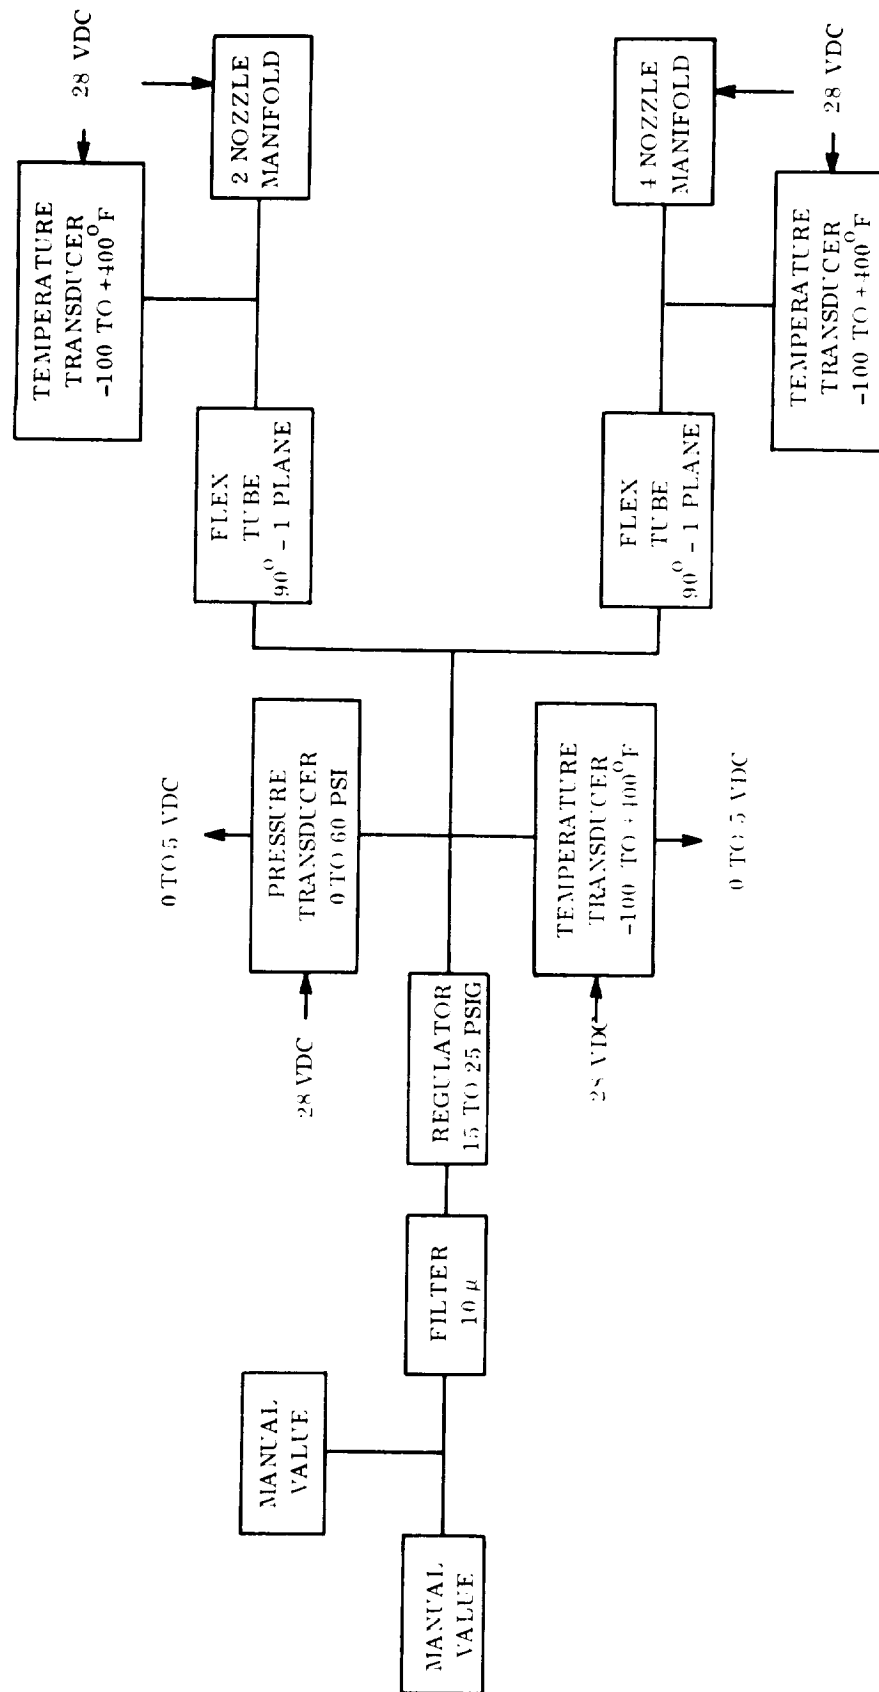 MANUAL
VALUE
MANUAL
VALUE
FILTER
10 μ
REGULATOR
15 TO 25 PSIG
28 VDC
PRESSURE
TRANSDUCER
0 TO 60 PSI
0 TO 5 VDC
28 VDC
TEMPERATURE
TRANSDUCER
-100 TO +400°F
0 TO 5 VDC
FLEX
TUBE
90° - 1 PLANE
TEMPERATURE
TRANSDUCER
-100 TO +400°F
28 VDC
2 NOZZLE
MANIFOLD
FLEX
TUBE
90° - 1 PLANE
4 NOZZLE
MANIFOLD
TEMPERATURE
TRANSDUCER
-100 TO +400°F
28 VDC